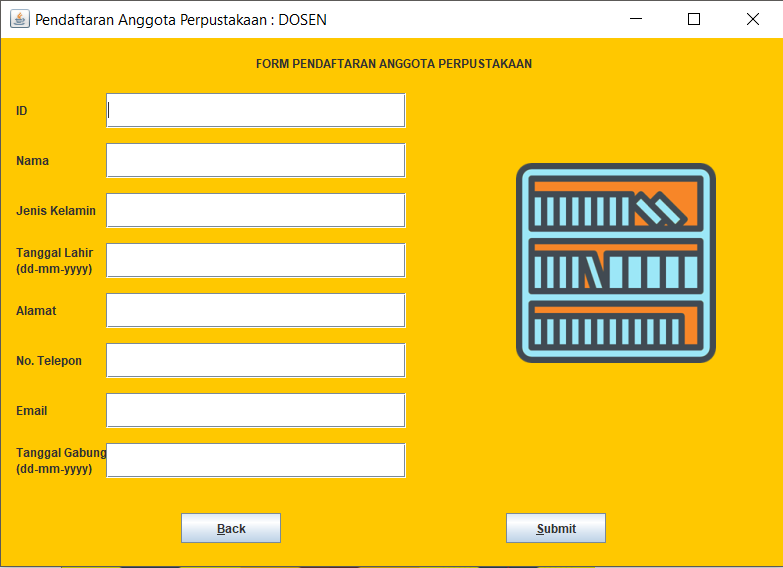 Pendaftaran Anggota Perpustakaan : DOSEN
FORM PENDAFTARAN ANGGOTA PERPUSTAKAAN
ID
Nama
Jenis Kelamin
Tanggal Lahir
(dd-mm-yyyy)
Alamat
No. Telepon
Email
Tanggal Gabung
(dd-mm-yyyy)
Back
Submit